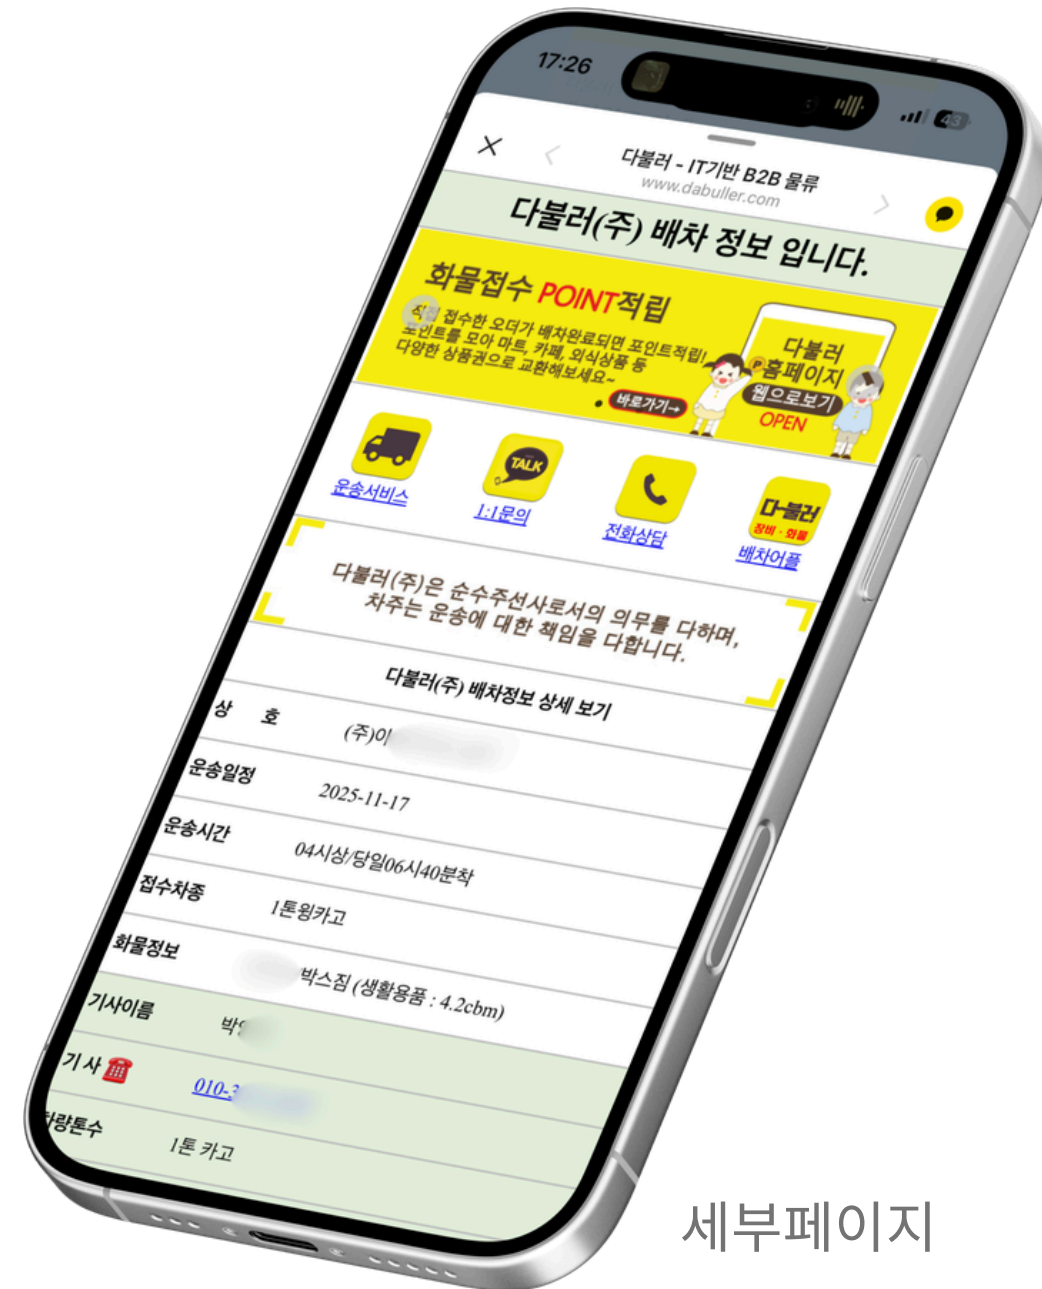 17:26
43
다불러 - IT기반 B2B 물류
www.dabuller.com
다불러(주) 배차 정보 입니다.
화물접수 POINT적립
직접 접수한 오더가 배차완료되면 포인트적립!
포인트를 모아 마트, 카페, 외식상품 등
다양한 상품권으로 교환해보세요~
바로가기→
다불러
홈페이지
웹으로보기
OPEN
P
TALK
다-불러
장비 · 화물
운송서비스
1:1문의
전화상담
배차어플
다불러(주)은 순수주선사로서의 의무를 다하며,
차주는 운송에 대한 책임을 다합니다.
다불러(주) 배차정보 상세 보기
상 호 (주)이
운송일정 2025-11-17
운송시간 04시상/당일06시40분착
접수차종 1톤윙카고
화물정보 박스짐 (생활용품 : 4.2cbm)
기사이름 박
기 사 010-3
차량톤수 1톤 카고
세부페이지